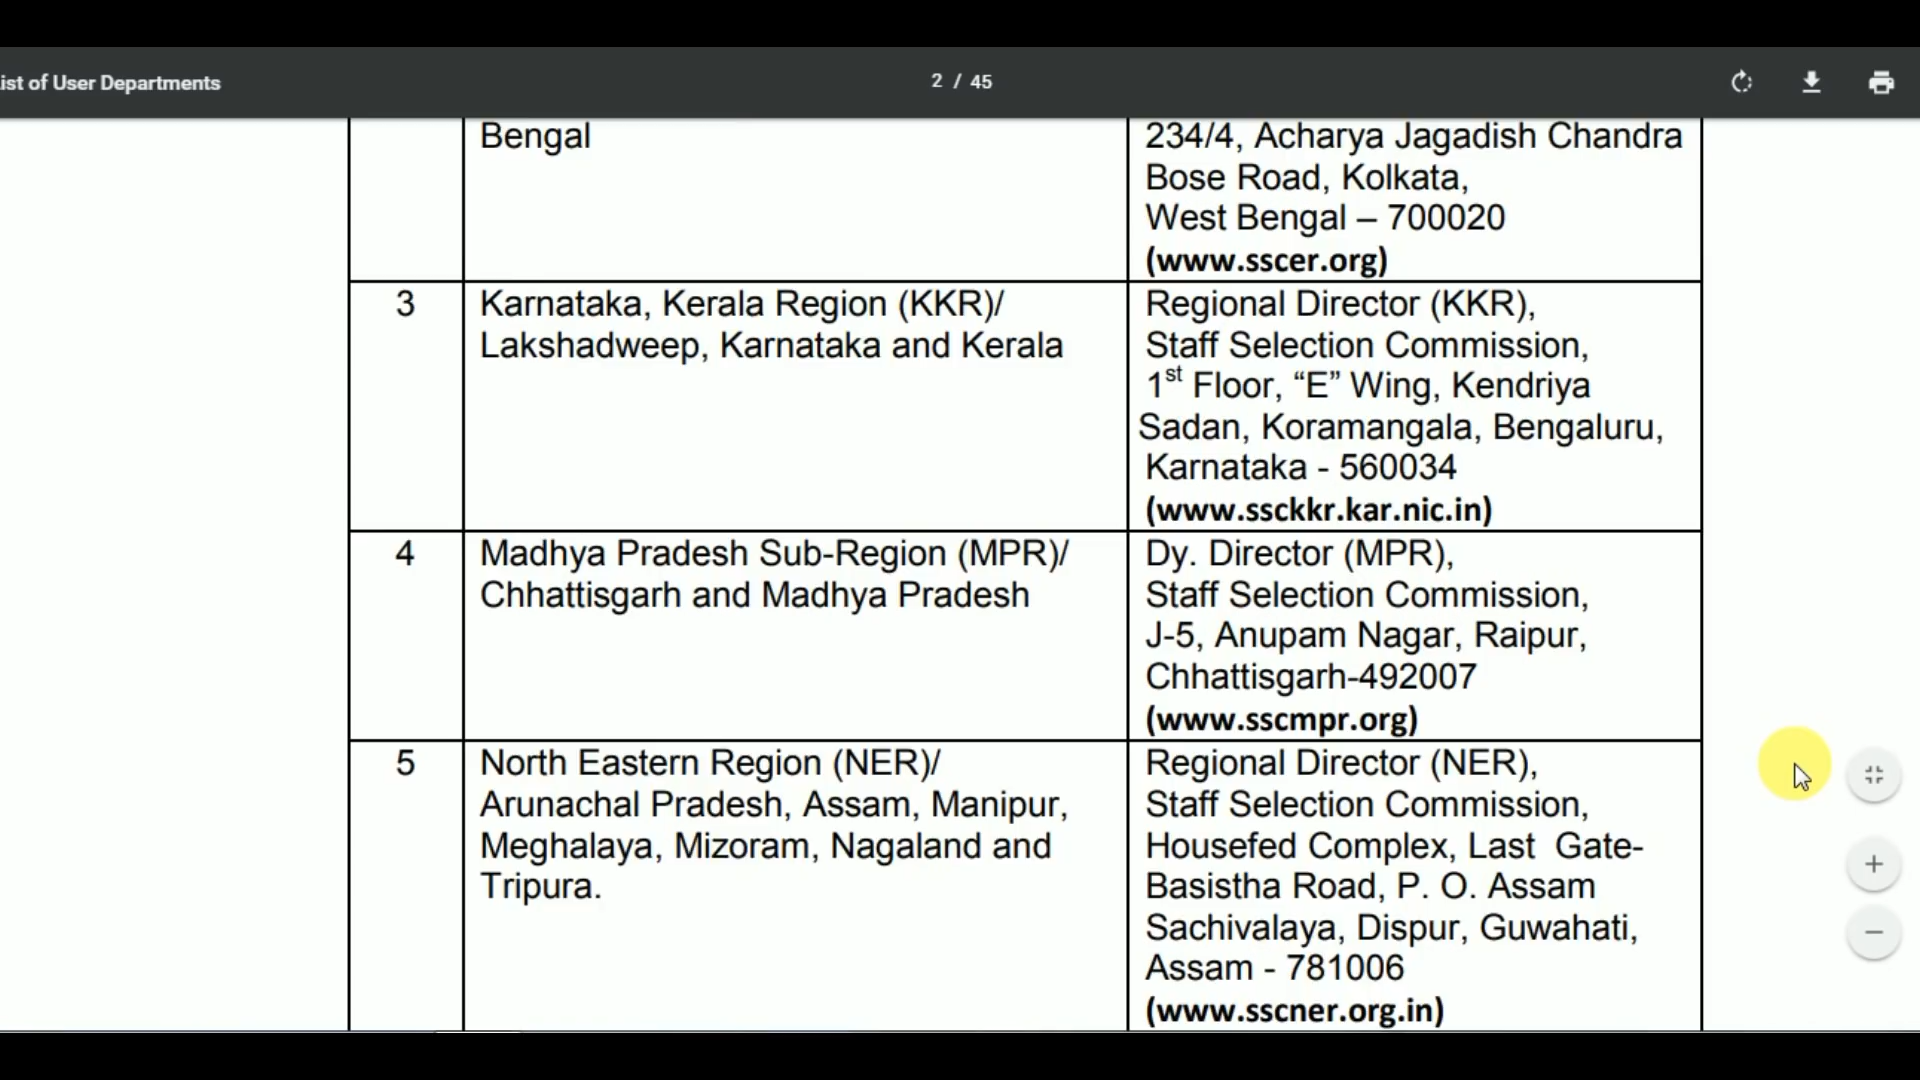 ist of User Departments
2 / 45
Bengal
234/4, Acharya Jagadish Chandra
Bose Road, Kolkata,
West Bengal – 700020
(www.sscer.org)
3
Karnataka, Kerala Region (KKR)/
Lakshadweep, Karnataka and Kerala
Regional Director (KKR),
Staff Selection Commission,
1st Floor, “E” Wing, Kendriya
Sadan, Koramangala, Bengaluru,
Karnataka - 560034
(www.ssckkr.kar.nic.in)
4
Madhya Pradesh Sub-Region (MPR)/
Chhattisgarh and Madhya Pradesh
Dy. Director (MPR),
Staff Selection Commission,
J-5, Anupam Nagar, Raipur,
Chhattisgarh-492007
(www.sscmpr.org)
5
North Eastern Region (NER)/
Arunachal Pradesh, Assam, Manipur,
Meghalaya, Mizoram, Nagaland and
Tripura.
Regional Director (NER),
Staff Selection Commission,
Housefed Complex, Last Gate-
Basistha Road, P. O. Assam
Sachivalaya, Dispur, Guwahati,
Assam - 781006
(www.sscner.org.in)